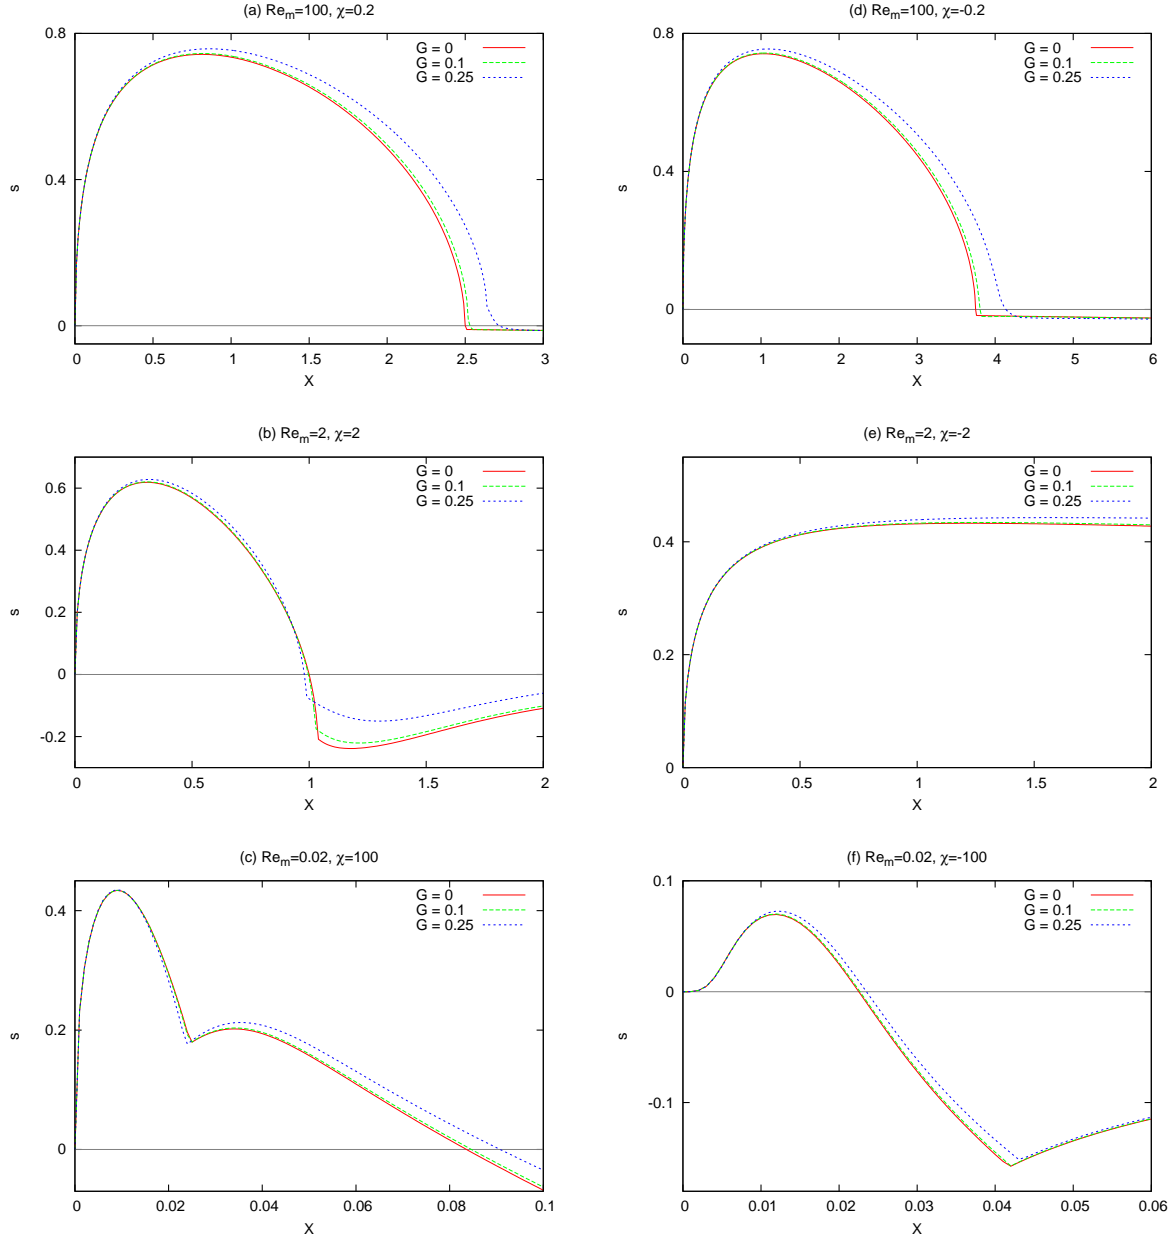 (a) Re_m=100, χ=0.2
G = 0
G = 0.1
G = 0.25
0.8
0.4
0
s
0 0.5 1 1.5 2 2.5 3
X
(d) Re_m=100, χ=-0.2
G = 0
G = 0.1
G = 0.25
0.8
0.4
0
s
0 1 2 3 4 5 6
X
(b) Re_m=2, χ=2
G = 0
G = 0.1
G = 0.25
0.6
0.4
0.2
0
-0.2
s
0 0.5 1 1.5 2
X
(e) Re_m=2, χ=-2
G = 0
G = 0.1
G = 0.25
0.4
0.2
0
s
0 0.5 1 1.5 2
X
(c) Re_m=0.02, χ=100
G = 0
G = 0.1
G = 0.25
0.4
0.2
0
s
0 0.02 0.04 0.06 0.08 0.1
X
(f) Re_m=0.02, χ=-100
G = 0
G = 0.1
G = 0.25
0.1
0
-0.1
s
0 0.01 0.02 0.03 0.04 0.05 0.06
X